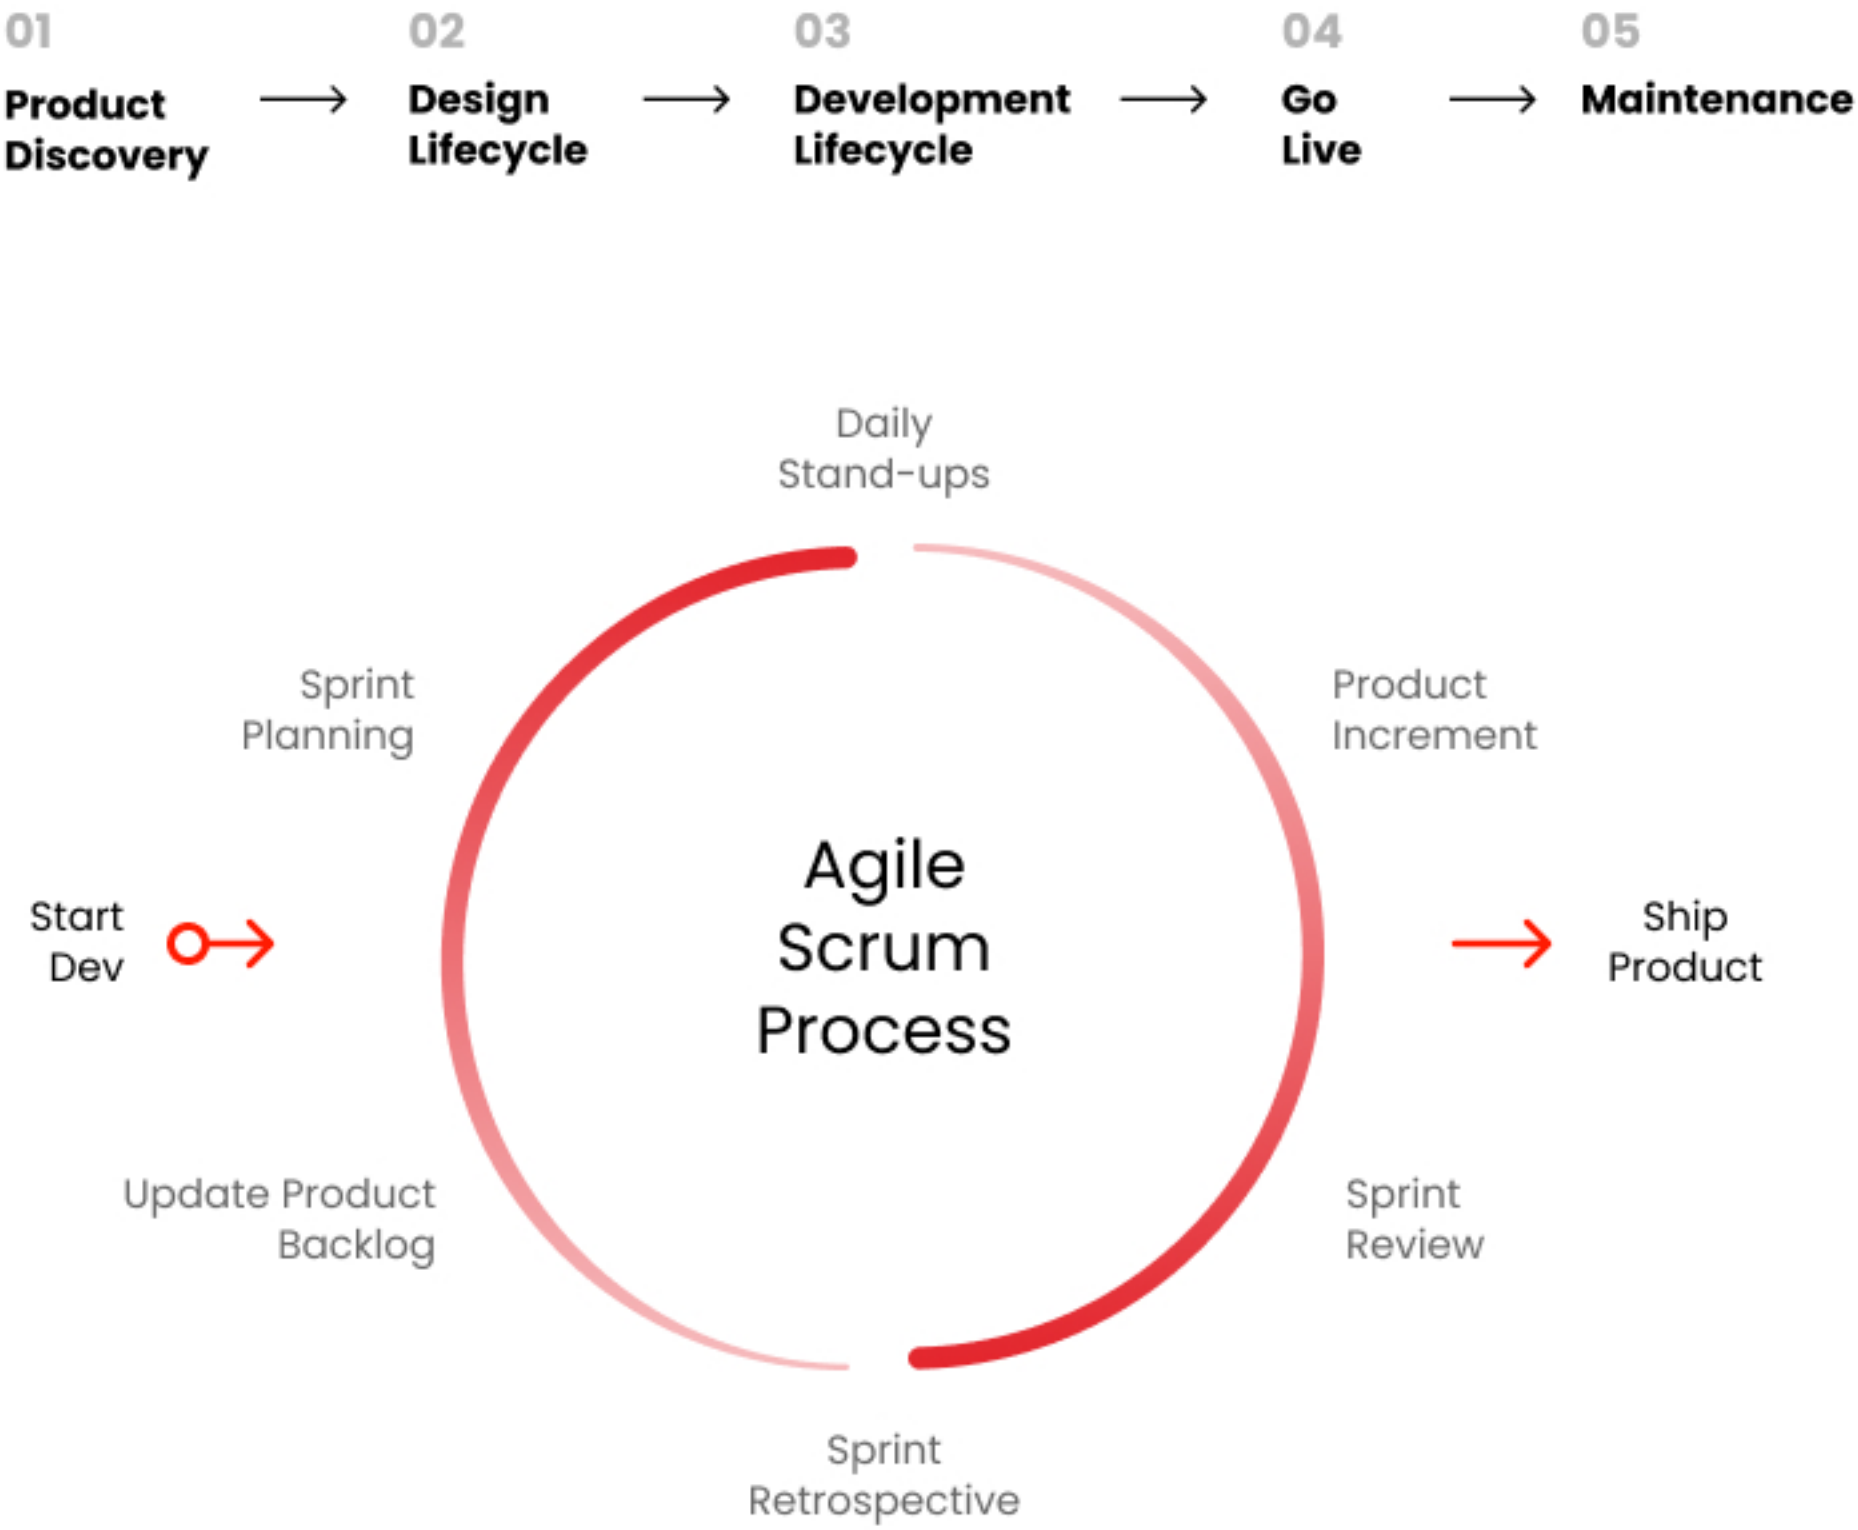 01
Product
Discovery
02
Design
Lifecycle
03
Development
Lifecycle
04
Go
Live
05
Maintenance
Daily
Stand-ups
Sprint
Planning
Product
Increment
Agile
Scrum
Process
Start
Dev
Ship
Product
Update Product
Backlog
Sprint
Review
Sprint
Retrospective